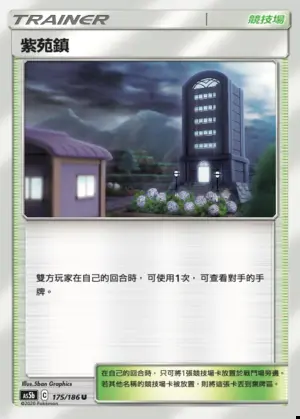 TRAINER
競技場
紫苑鎮
雙方玩家在自己的回合時，可使用1次，可查看對手的手
牌。
在自己的回合時，只可將1張競技場卡放置於戰鬥場旁邊。
若其他名稱的競技場卡被放置，則將這張卡丟到棄牌區。
Illus. 5ban Graphics
AS5b C 175/186 U
©2020 Pokémon